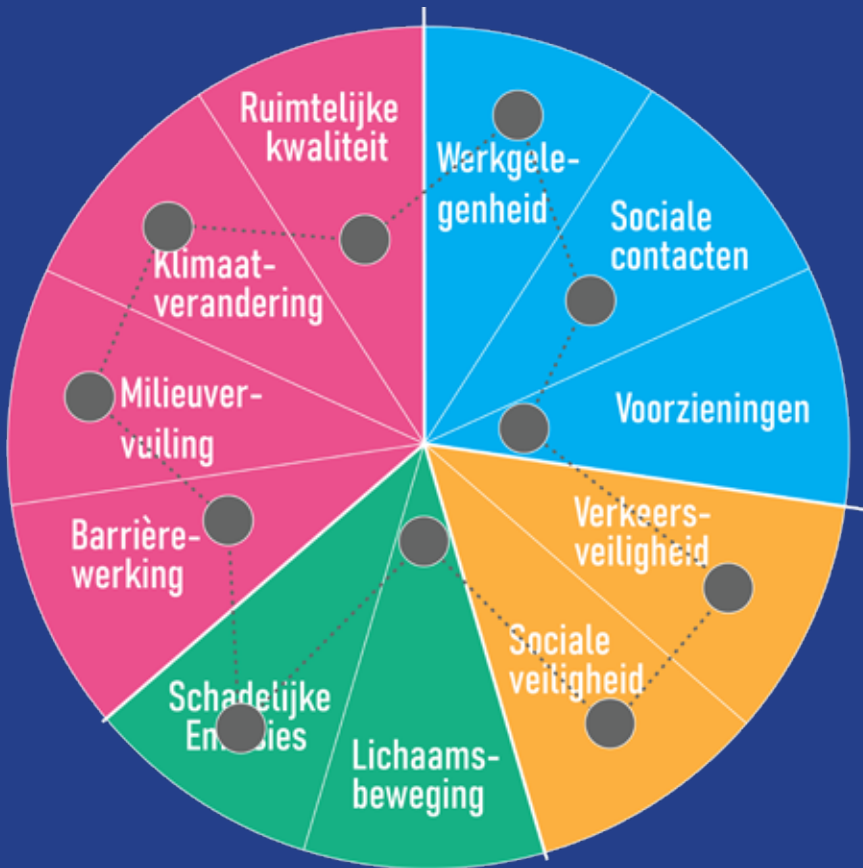 Ruimtelijke
kwaliteit
Werkgele-
genheid
Sociale
contacten
Voorzieningen
Verkeers-
veiligheid
Sociale
veiligheid
Lichaams-
beweging
Schadelijke
Emissies
Barrière-
werking
Milieuver-
vuiling
Klimaat-
verandering